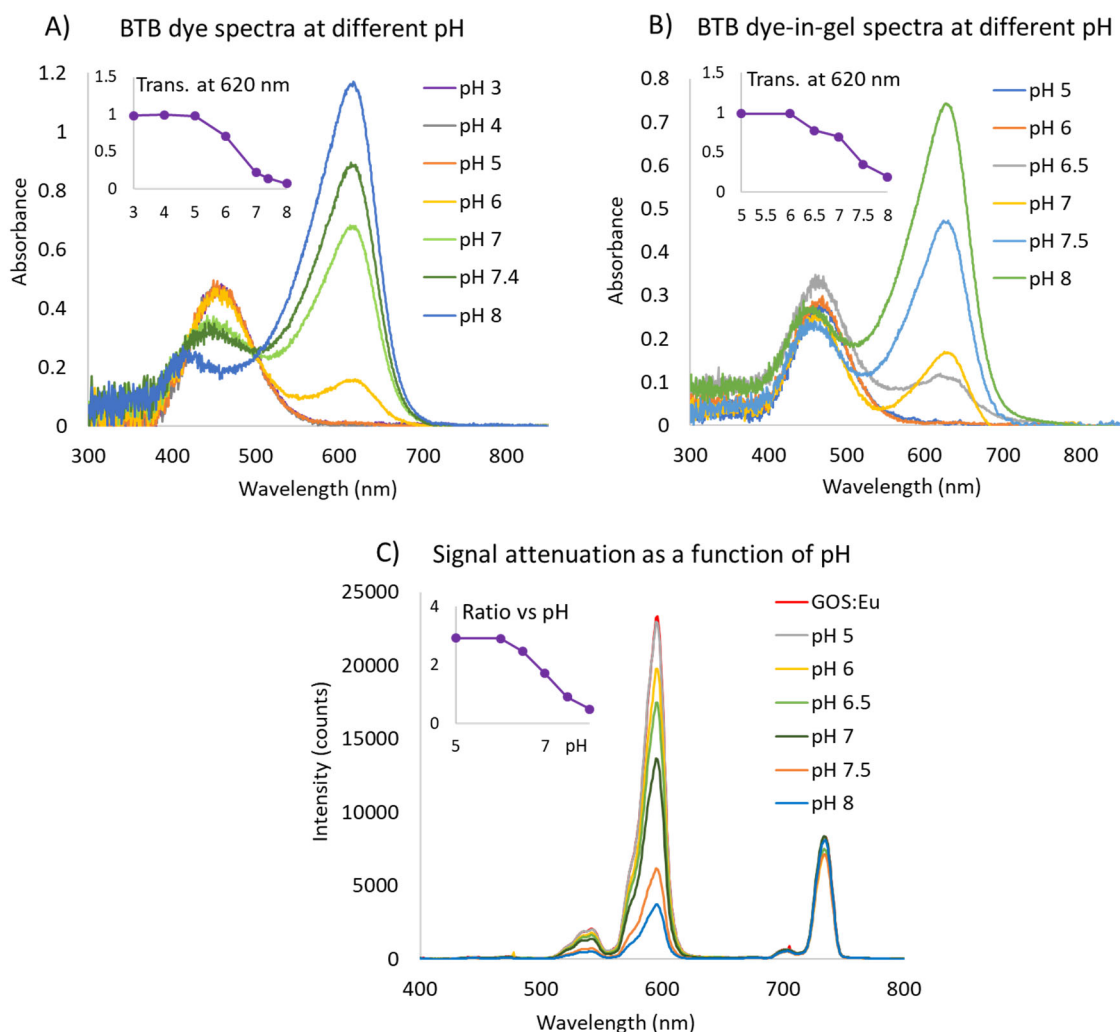 A) BTB dye spectra at different pH
1.2
1
0.8
0.6
0.4
0.2
0
Absorbance
300 400 500 600 700 800
Wavelength (nm)
Trans. at 620 nm
1.5
1
0.5
0
3 4 5 6 7 8
pH 3
pH 4
pH 5
pH 6
pH 7
pH 7.4
pH 8
B) BTB dye-in-gel spectra at different pH
0.8
0.7
0.6
0.5
0.4
0.3
0.2
0.1
0
Absorbance
300 400 500 600 700 800
Wavelength (nm)
Trans. at 620 nm
1.5
1
0.5
0
5 5.5 6 6.5 7 7.5 8
pH 5
pH 6
pH 6.5
pH 7
pH 7.5
pH 8
C) Signal attenuation as a function of pH
25000
20000
15000
10000
5000
0
Intensity (counts)
400 500 600 700 800
Wavelength (nm)
Ratio vs pH
4
2
0
5 7 pH
GOS:Eu
pH 5
pH 6
pH 6.5
pH 7
pH 7.5
pH 8